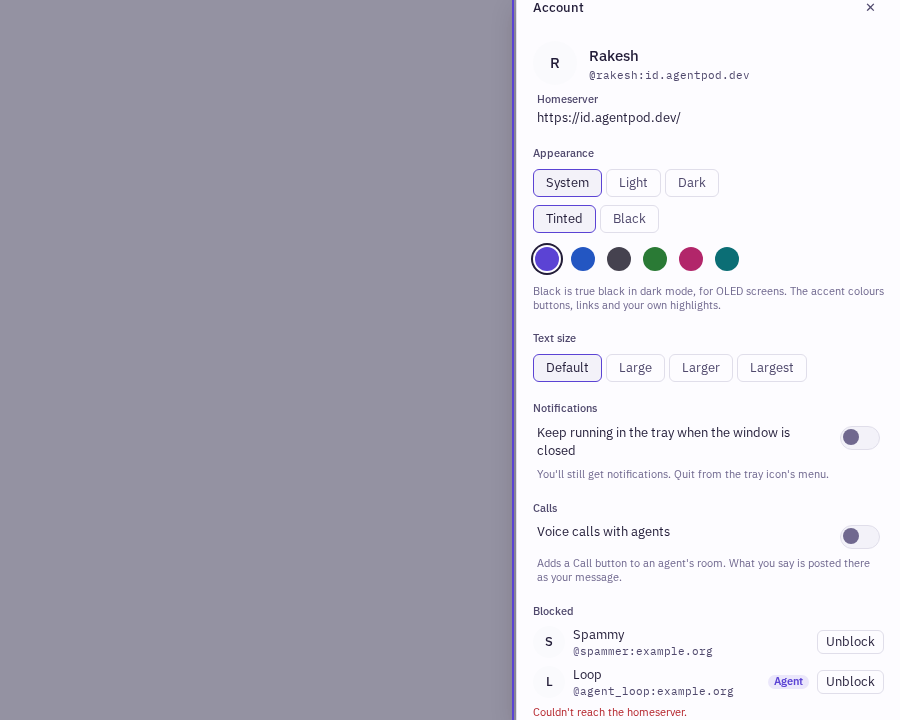 Account ✕
R
Rakesh
@rakesh:id.agentpod.dev
Homeserver
https://id.agentpod.dev/
Appearance
System Light Dark
Tinted Black
Black is true black in dark mode, for OLED screens. The accent colours
buttons, links and your own highlights.
Text size
Default Large Larger Largest
Notifications
Keep running in the tray when the window is
closed
You'll still get notifications. Quit from the tray icon's menu.
Calls
Voice calls with agents
Adds a Call button to an agent's room. What you say is posted there
as your message.
Blocked
S
Spammy
@spammer:example.org
Unblock
L
Loop
@agent_loop:example.org
Agent
Unblock
Couldn't reach the homeserver.